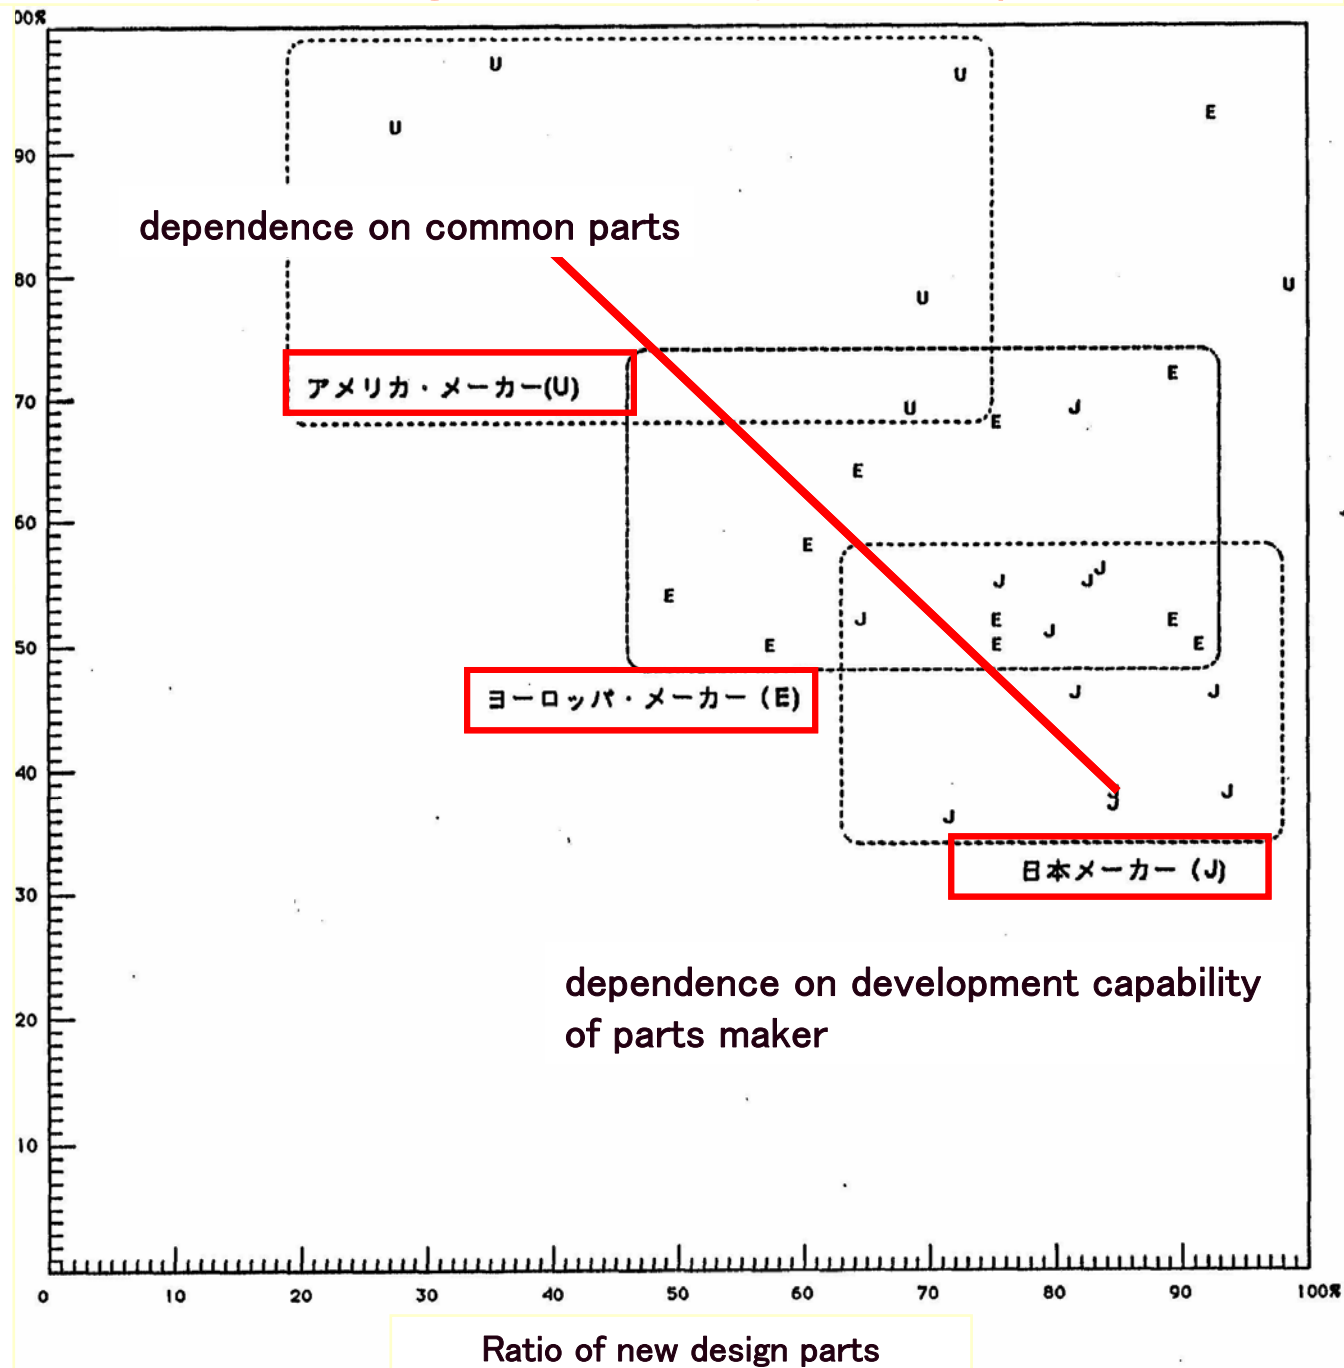 00%
U
U
U
E
90
dependence on common parts
80
U
U
E
アメリカ・メーカー(U)
70
U
E
J
E
60
E
J
J
J
E
J
E
J
E
50
E
E
E
ヨーロッパ・メーカー (E)
J
J
40
J
J
J
日本メーカー (J)
30
dependence on development capability
of parts maker
20
10
0 10 20 30 40 50 60 70 80 90 100%
Ratio of new design parts